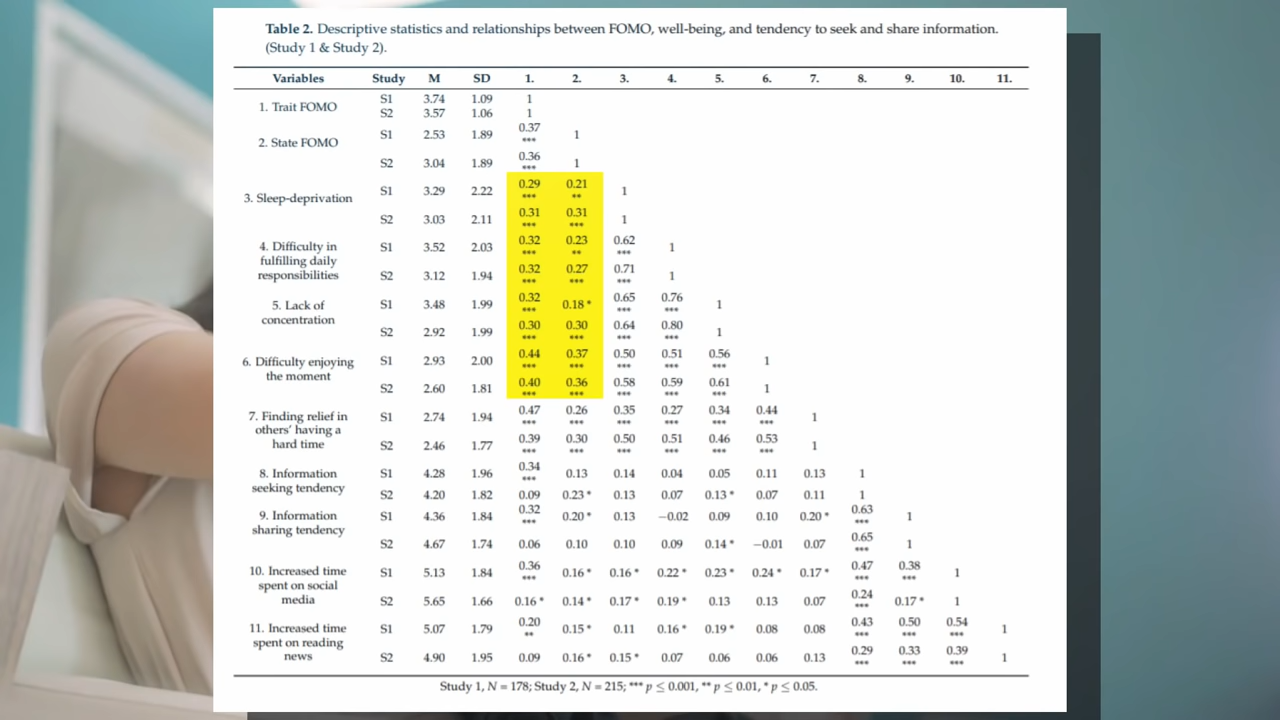 Table 2. Descriptive statistics and relationships between FOMO, well-being, and tendency to seek and share information.
(Study 1 & Study 2).
Variables Study M SD 1. 2. 3. 4. 5. 6. 7. 8. 9. 10. 11.
1. Trait FOMO
S1 3.74 1.09 1
S2 3.57 1.06 1
2. State FOMO
S1 2.53 1.89 0.37 *** 1
S2 3.04 1.89 0.36 *** 1
3. Sleep-deprivation
S1 3.29 2.22 0.29 *** 0.21 ** 1
S2 3.03 2.11 0.31 *** 0.31 *** 1
4. Difficulty in
fulfilling daily
responsibilities
S1 3.52 2.03 0.32 *** 0.23 ** 0.62 *** 1
S2 3.12 1.94 0.32 *** 0.27 *** 0.71 *** 1
5. Lack of
concentration
S1 3.48 1.99 0.32 *** 0.18 * 0.65 *** 0.76 *** 1
S2 2.92 1.99 0.30 *** 0.30 *** 0.64 *** 0.80 *** 1
6. Difficulty enjoying
the moment
S1 2.93 2.00 0.44 *** 0.37 *** 0.50 *** 0.51 *** 0.56 *** 1
S2 2.60 1.81 0.40 *** 0.36 *** 0.58 *** 0.59 *** 0.61 *** 1
7. Finding relief in
others' having a
hard time
S1 2.74 1.94 0.47 *** 0.26 *** 0.35 *** 0.27 *** 0.34 *** 0.44 *** 1
S2 2.46 1.77 0.39 *** 0.30 *** 0.50 *** 0.51 *** 0.46 *** 0.53 *** 1
8. Information
seeking tendency
S1 4.28 1.96 0.34 *** 0.13 0.14 0.04 0.05 0.11 0.13 1
S2 4.20 1.82 0.09 0.23 * 0.13 0.07 0.13 * 0.07 0.11 1
9. Information
sharing tendency
S1 4.36 1.84 0.32 *** 0.20 * 0.13 −0.02 0.09 0.10 0.20 * 0.63 *** 1
S2 4.67 1.74 0.06 0.10 0.10 0.09 0.14 * −0.01 0.07 0.65 *** 1
10. Increased time
spent on social
media
S1 5.13 1.84 0.36 *** 0.16 * 0.16 * 0.22 * 0.23 * 0.24 * 0.17 * 0.47 *** 0.38 *** 1
S2 5.65 1.66 0.16 * 0.14 * 0.17 * 0.19 * 0.13 0.13 0.07 0.24 *** 0.17 * 1
11. Increased time
spent on reading
news
S1 5.07 1.79 0.20 ** 0.15 * 0.11 0.16 * 0.19 * 0.08 0.08 0.43 *** 0.50 *** 0.54 *** 1
S2 4.90 1.95 0.09 0.16 * 0.15 * 0.07 0.06 0.06 0.13 0.29 *** 0.33 *** 0.39 *** 1
Study 1, N = 178; Study 2, N = 215; *** p ≤ 0.001, ** p ≤ 0.01, * p ≤ 0.05.